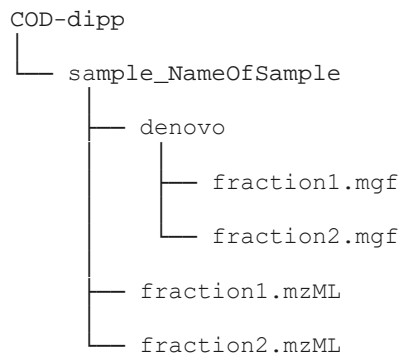 COD-dipp
sample_NameOfSample
denovo
fraction1.mgf
fraction2.mgf
fraction1.mzML
fraction2.mzML